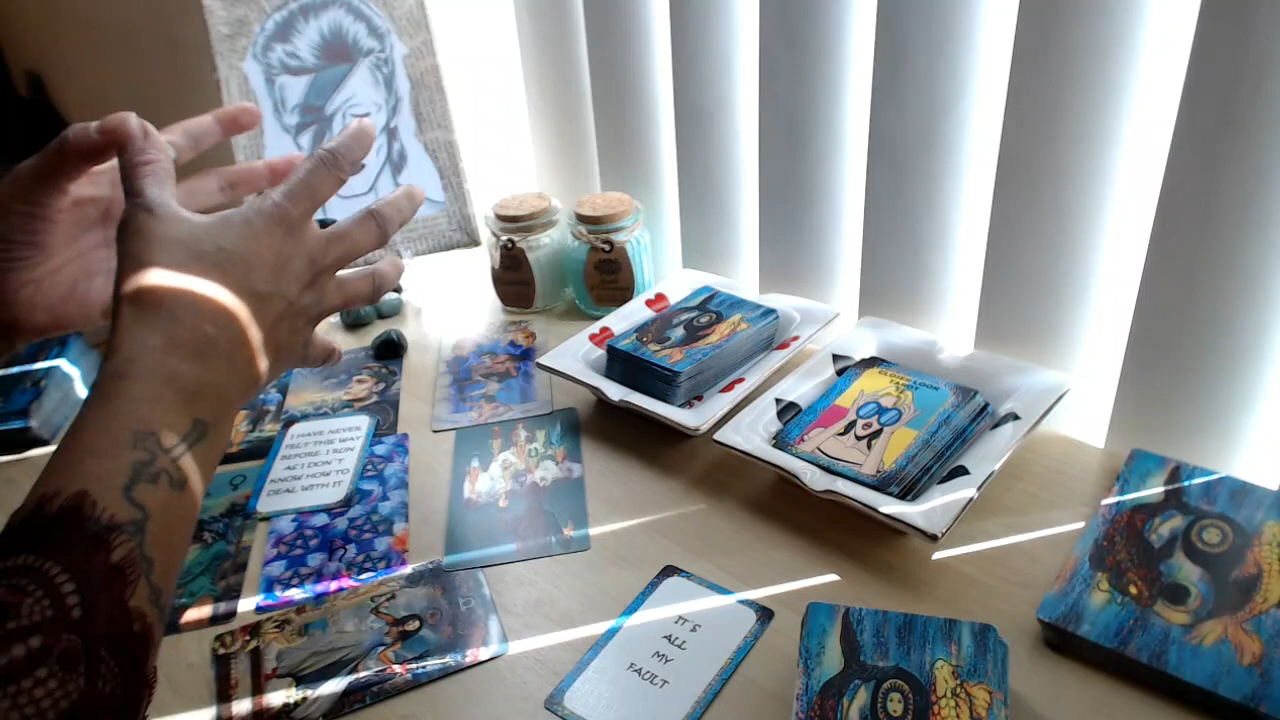 CLOSER LOOK
TAROT
I HAVE NEVER
FELT THIS WAY
BEFORE. I RUN
AS I DON'T
KNOW HOW TO
DEAL WITH IT
IT'S
ALL
MY
FAULT